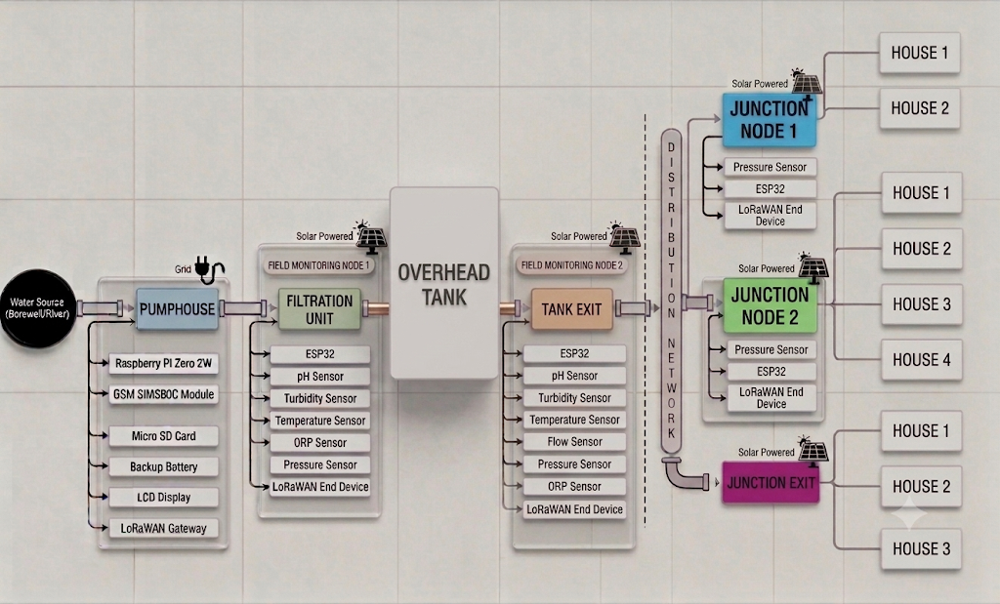 Water Source
(Borewell/River)
Grid
PUMPHOUSE
Raspberry PI Zero 2W
GSM SIMSB0C Module
Micro SD Card
Backup Bottery
LCD Display
LoRaWAN Gateway
Solar Powered
FIELD MONITORING NODE 1
FILTRATION
UNIT
ESP32
pH Sensor
Turbidity Sensor
Temperature Sensor
ORP Sensor
Pressure Sensor
LoraWAN End Device
OVERHEAD
TANK
Solar Powered
FIELD MONITORING NODE 2
TANK EXIT
ESP32
pH Sensor
Turbidity Sensor
Temperature Sensor
Flow Sensor
Pressure Sensor
ORP Sensor
LoraWAN End Device
DISTRIBUTION NETWORK
Solar Powered
JUNCTION
NODE 1
Pressure Sensor
ESP32
LoRaWAN End
Device
HOUSE 1
HOUSE 2
Solar Powered
JUNCTION
NODE 2
Pressure Sensor
ESP32
LoRaWAN End
Device
HOUSE 1
HOUSE 2
HOUSE 3
HOUSE 4
Solar Powered
JUNCTION EXIT
HOUSE 1
HOUSE 2
HOUSE 3